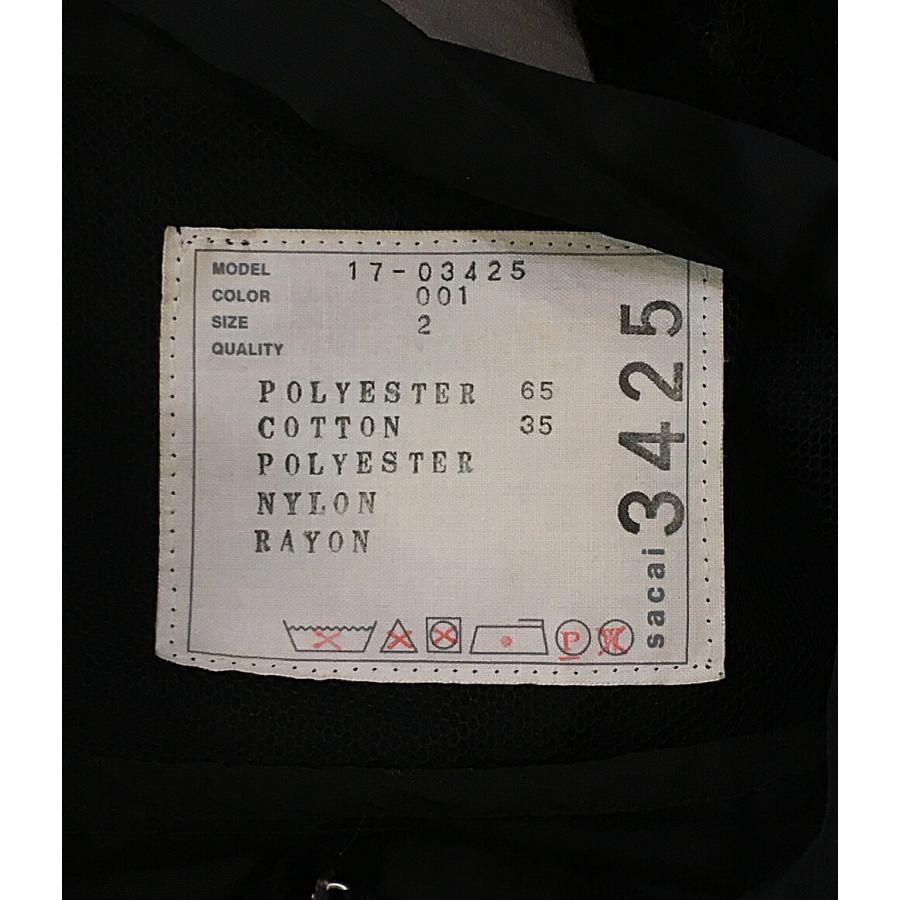 MODEL 17-03425
COLOR 001
SIZE 2
QUALITY
POLYESTER 65
COTTON 35
POLYESTER
NYLON
RAYON
P W
sacai 3425